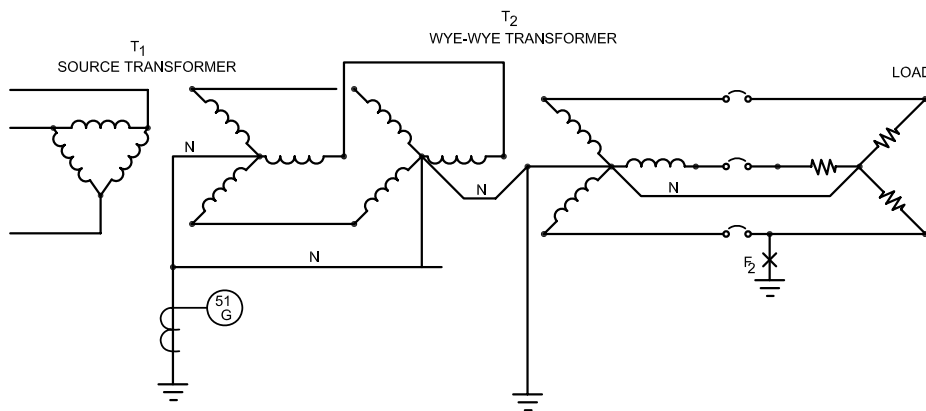 T1
SOURCE TRANSFORMER
T2
WYE-WYE TRANSFORMER
LOAD
N
N
N
N
51
G
F2